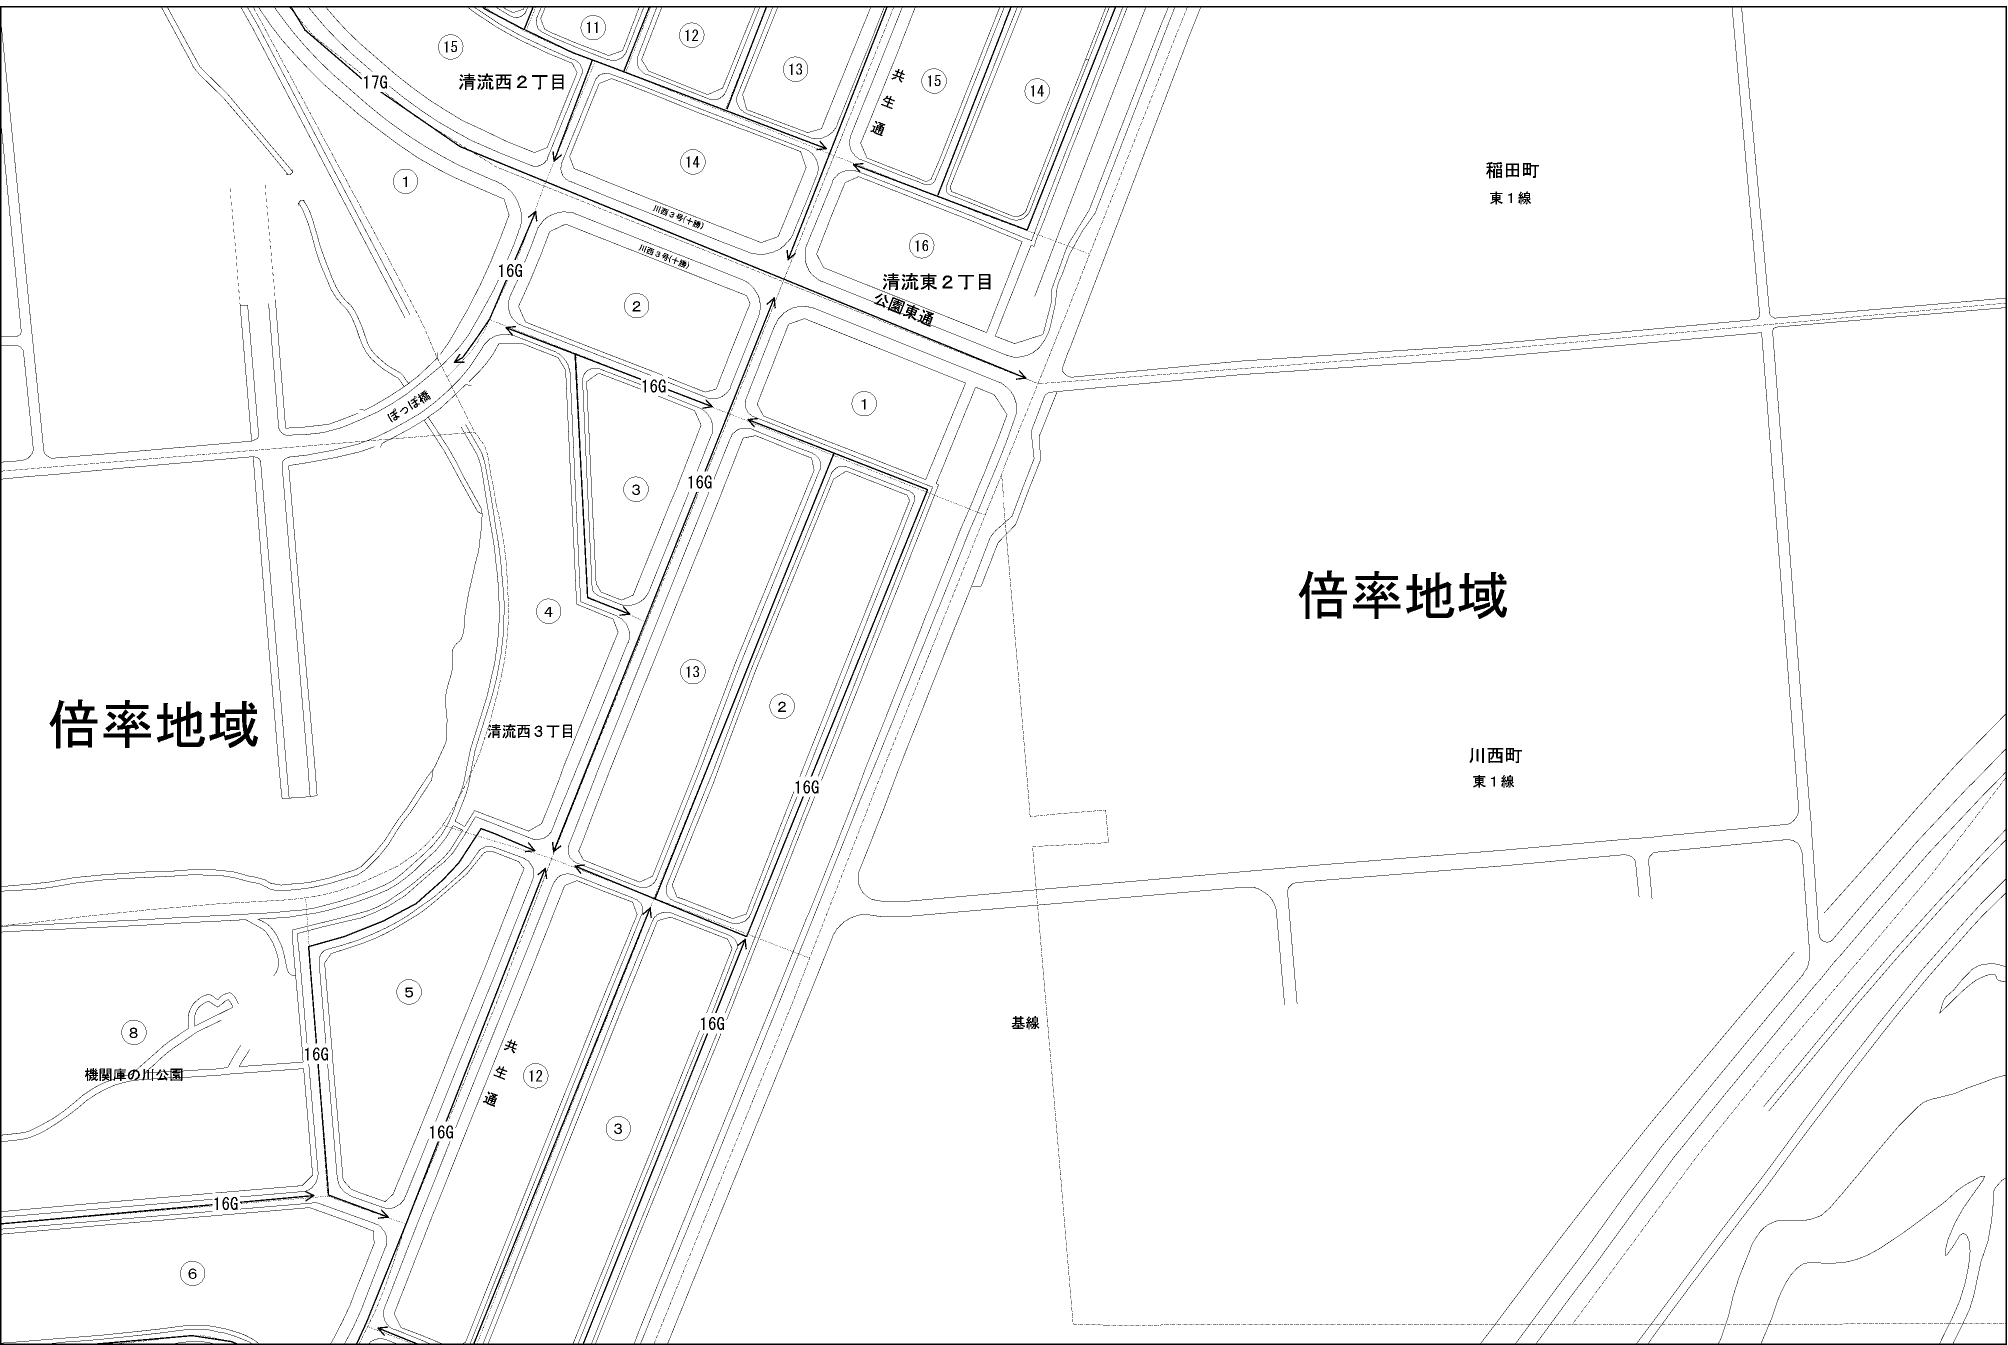 ⑪
⑫
⑮
⑬
清流西２丁目
17G
共生通
⑮
⑭
⑭
①
稲田町
東１線
川西３号(十勝)
川西３号(十勝)
⑯
清流東２丁目
公園東通
16G
②
16G
①
ぽっぽ橋
16G
③
倍率地域
④
⑬
②
倍率地域
清流西３丁目
川西町
東１線
16G
⑤
基線
16G
⑧
共生通
16G
機関庫の川公園
⑫
16G
③
16G
⑥